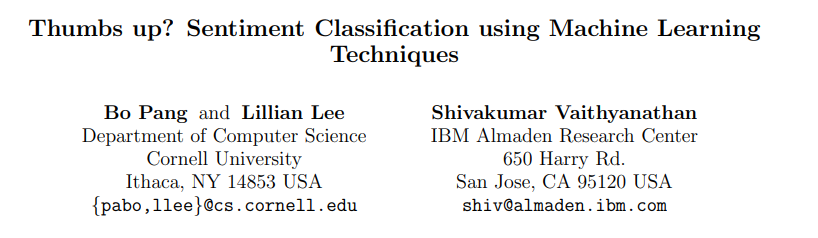 Thumbs up? Sentiment Classification using Machine Learning
Techniques
Bo Pang and Lillian Lee
Department of Computer Science
Cornell University
Ithaca, NY 14853 USA
{pabo,llee}@cs.cornell.edu
Shivakumar Vaithyanathan
IBM Almaden Research Center
650 Harry Rd.
San Jose, CA 95120 USA
shiv@almaden.ibm.com